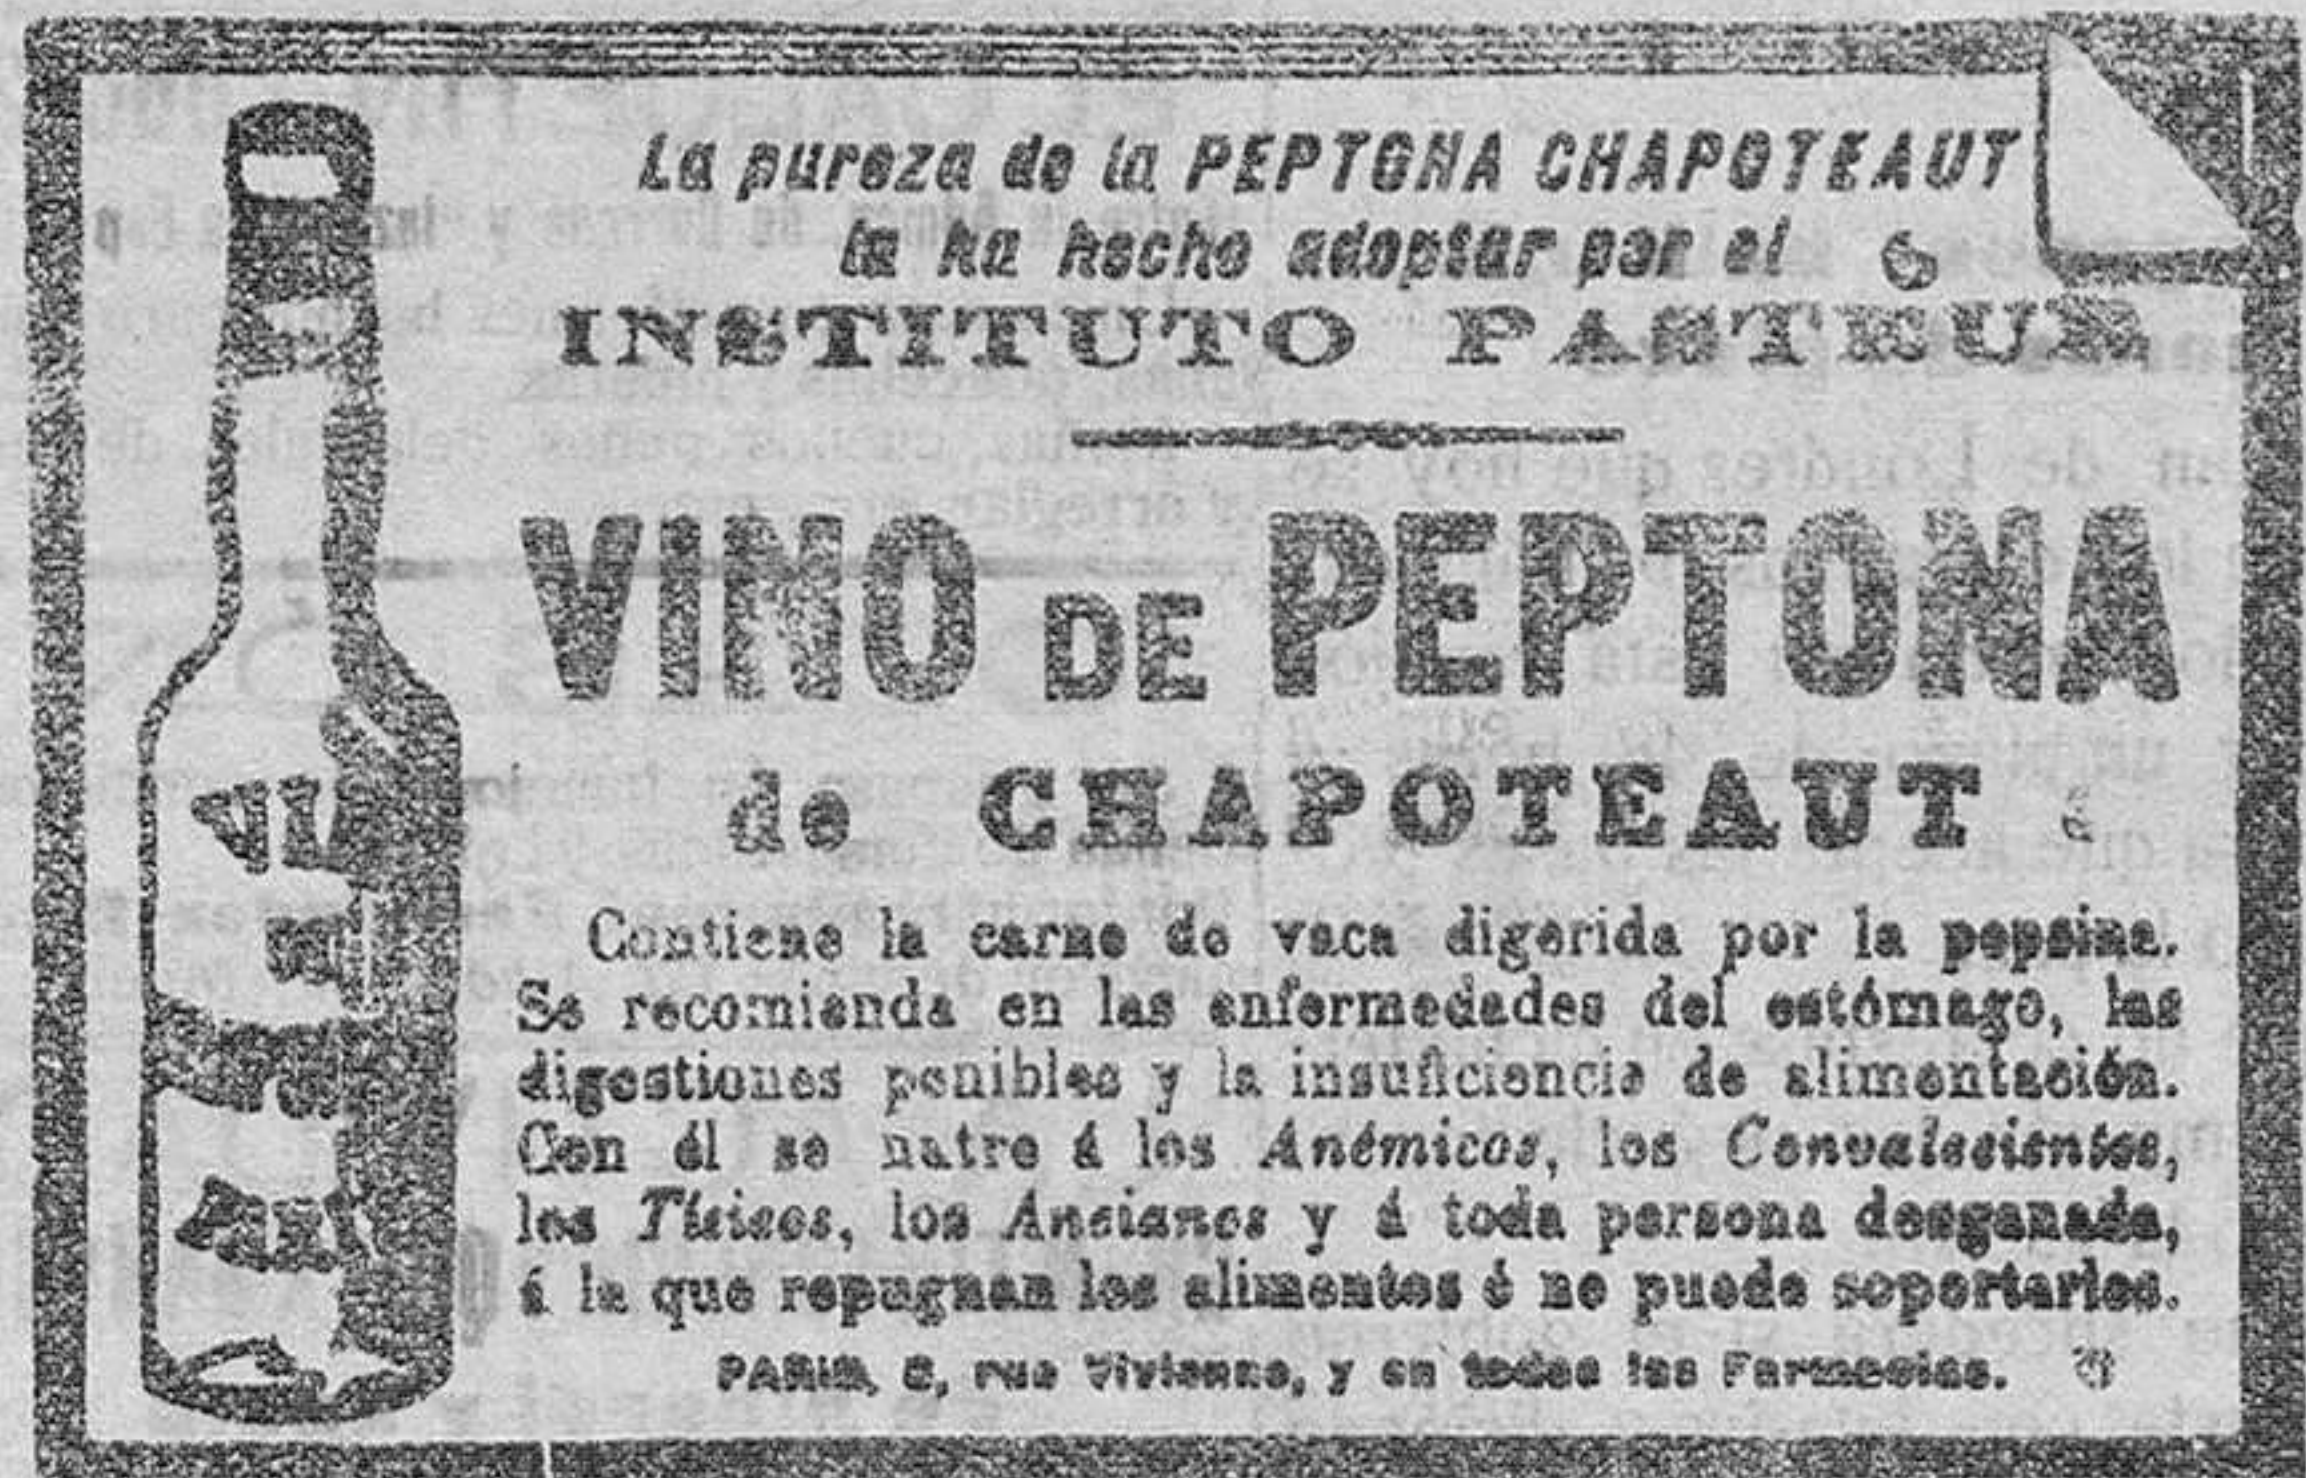 La pureza de la PEPTONA CHAPOTEAUT
la ha hecho adoptar por el
INSTITUTO PASTEUR
VINO DE PEPTONA
de CHAPOTEAUT
Contiene la carne de vaca digerida por la pepsina.
Se recomienda en las enfermedades del estómago, las
digestiones penibles y la insuficiencia de alimentación.
Con él se nutre á los Anémicos, los Convalecientes,
los Tísicos, los Ancianos y á toda persona desganada,
á la que repugnan los alimentos ó no puede soportarlos.
PARIS, 8, rue Vivienne, y en todas las Farmacias.